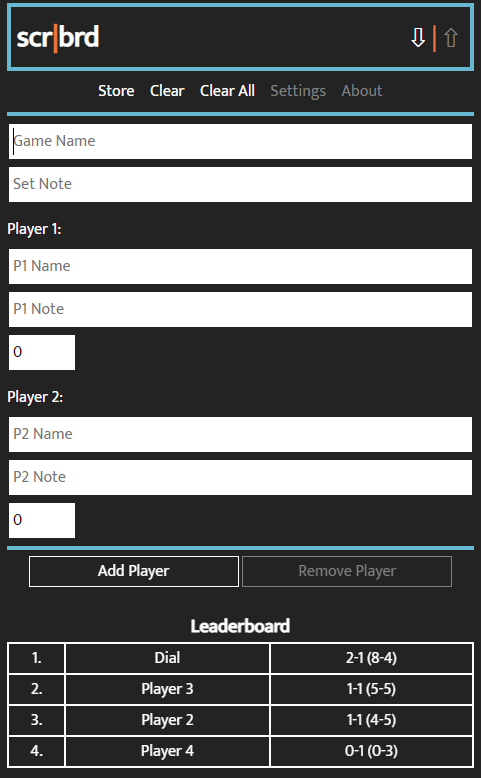 scr|brd ⇩ | ⇧
Store Clear Clear All Settings About
Game Name
Set Note
Player 1:
P1 Name
P1 Note
0
Player 2:
P2 Name
P2 Note
0
Add Player Remove Player
Leaderboard
1. Dial 2-1 (8-4)
2. Player 3 1-1 (5-5)
3. Player 2 1-1 (4-5)
4. Player 4 0-1 (0-3)